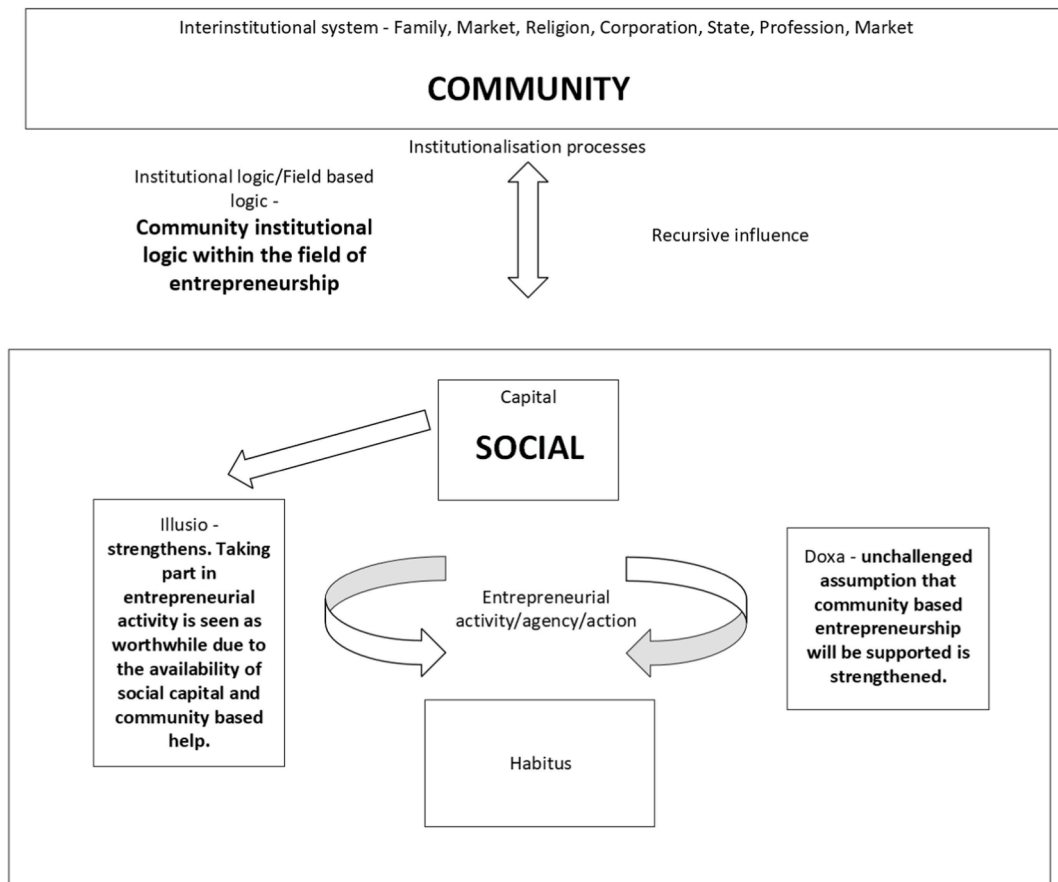 Interinstitutional system - Family, Market, Religion, Corporation, State, Profession, Market
COMMUNITY
Institutionalisation processes
Institutional logic/Field based
logic -
Community institutional
logic within the field of
entrepreneurship
Recursive influence
Capital
SOCIAL
Illusio -
strengthens. Taking
part in
entrepreneurial
activity is seen as
worthwhile due to
the availability of
social capital and
community based
help.
Entrepreneurial
activity/agency/action
Doxa - unchallenged
assumption that
community based
entrepreneurship
will be supported is
strengthened.
Habitus